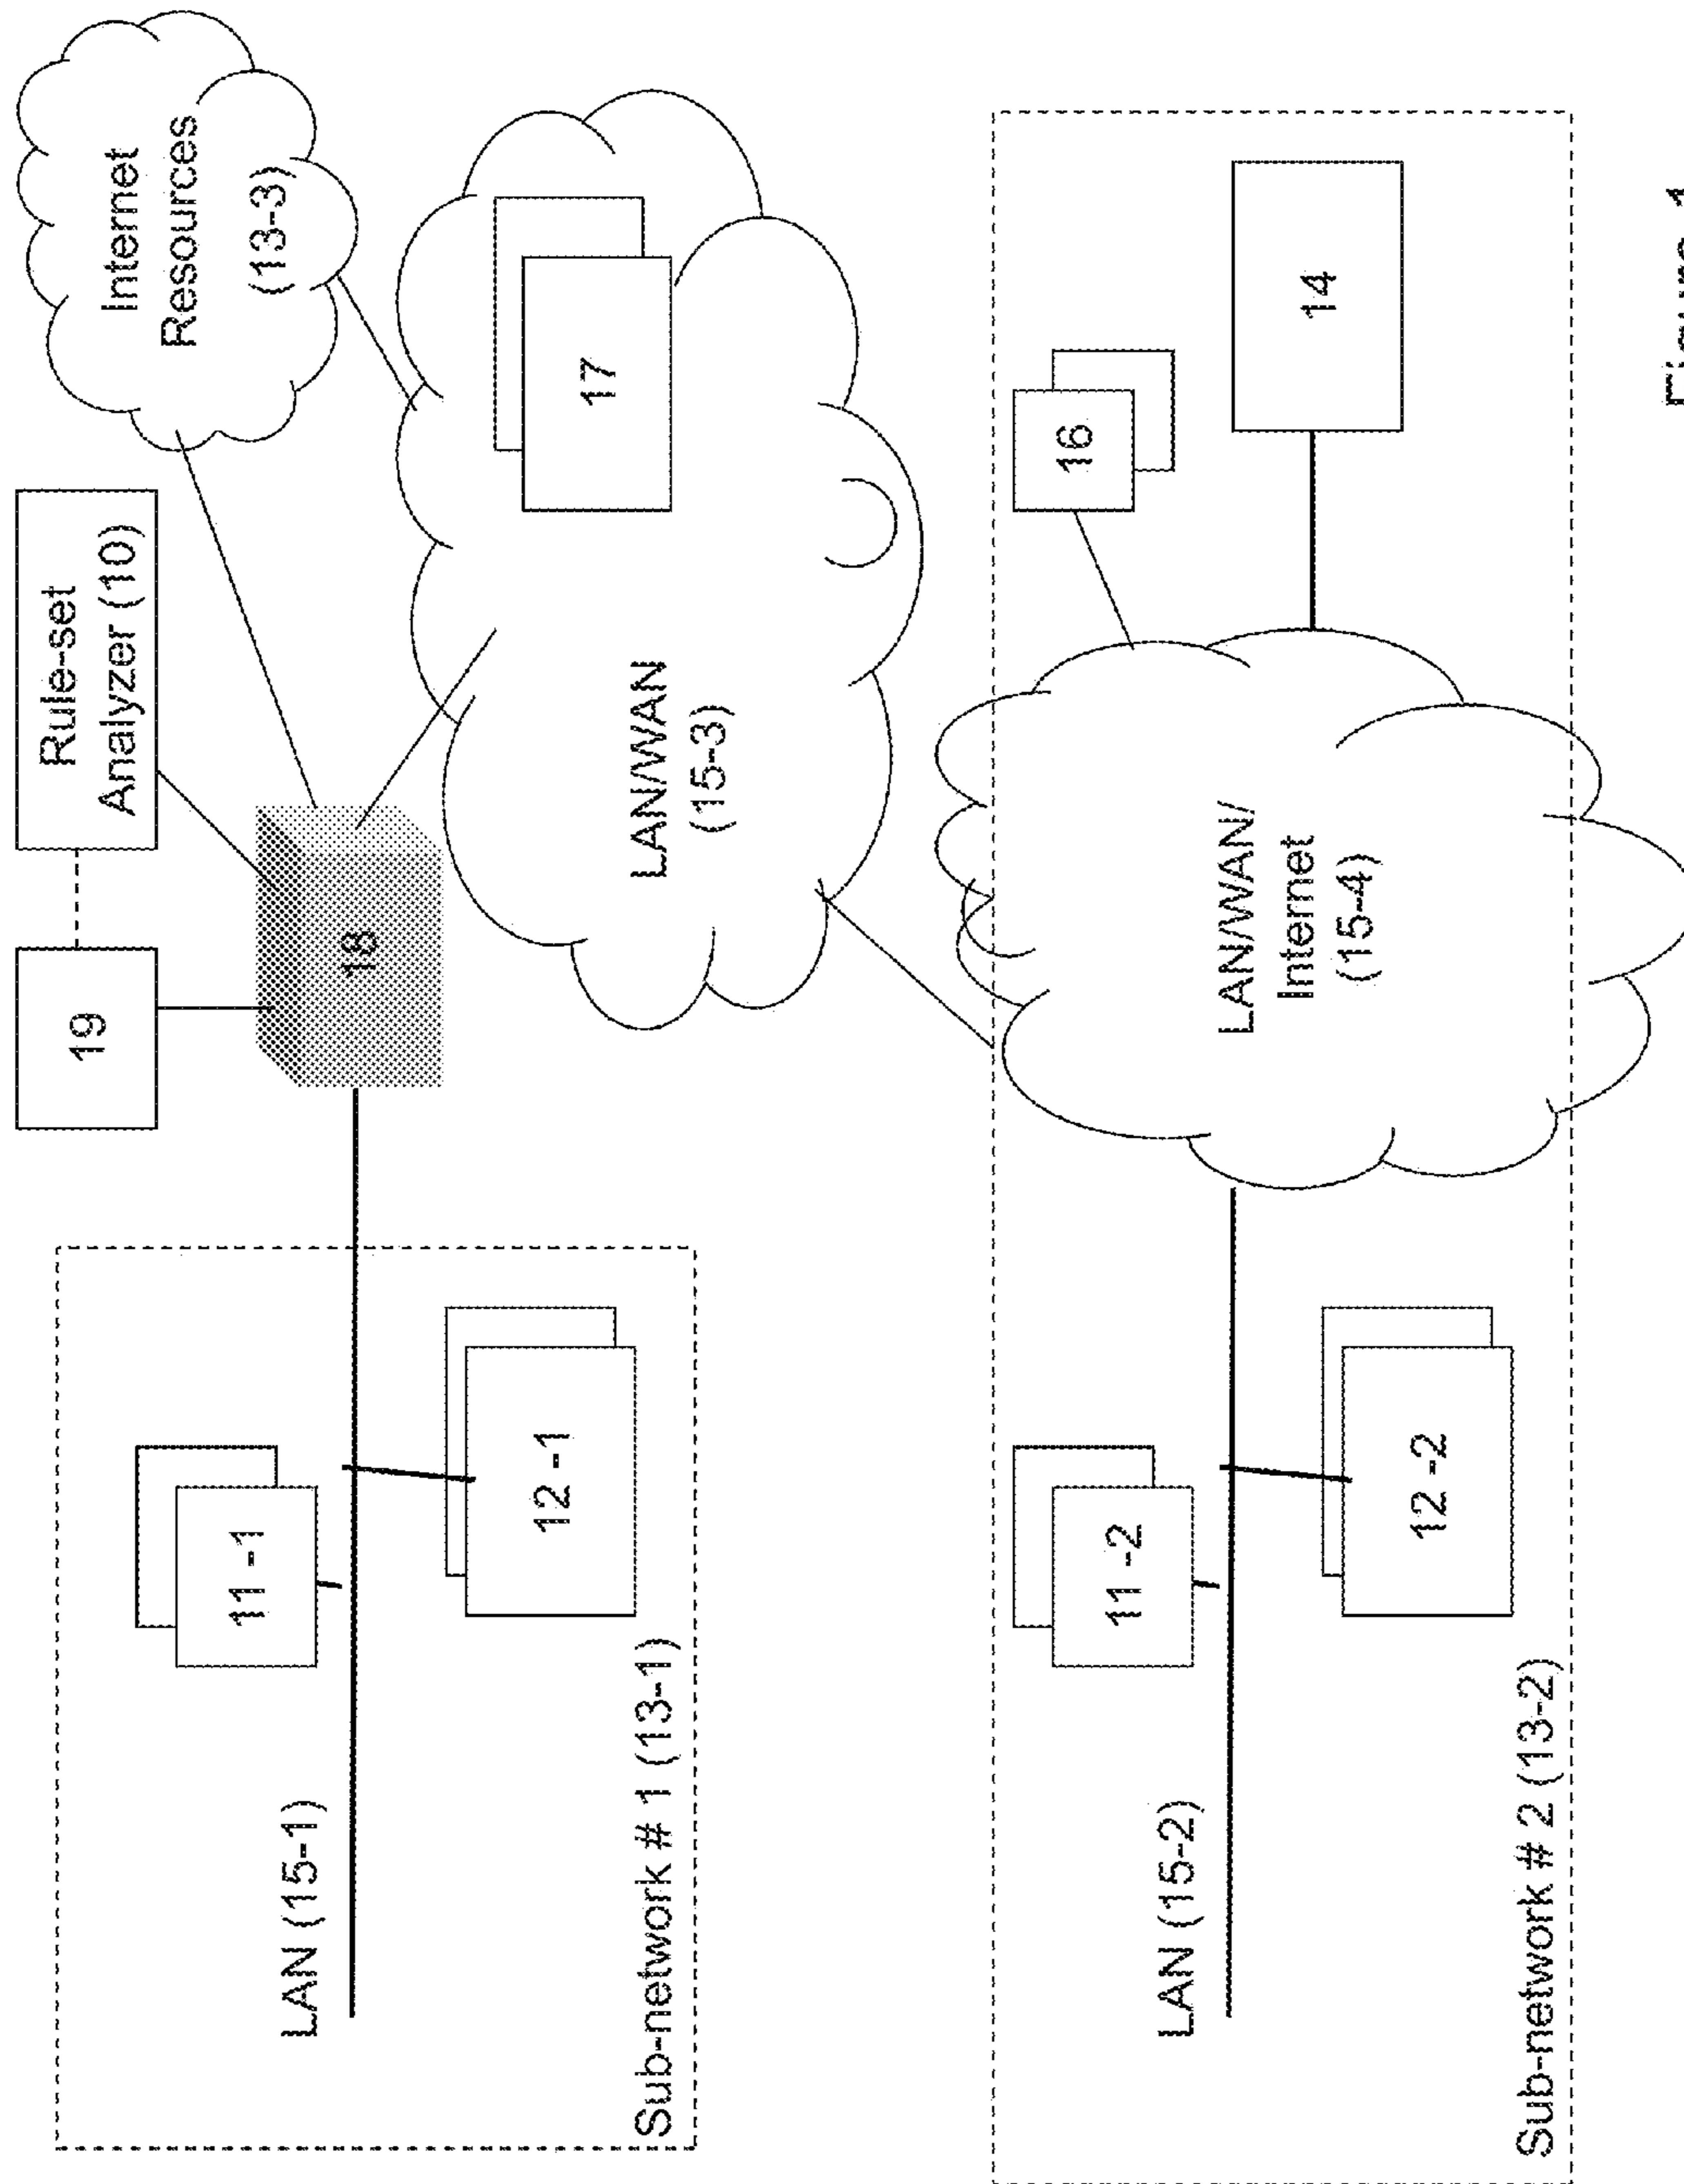 19
Rule-set
Analyzer (10)
Internet
Resources
(13-3)
18
17
LAN/WAN
(15-3)
11 -1
12 -1
LAN (15-1)
Sub-network # 1 (13-1)
16
14
LAN/WAN/
Internet
(15-4)
11 -2
12 -2
LAN (15-2)
Sub-network # 2 (13-2)
Figure 1